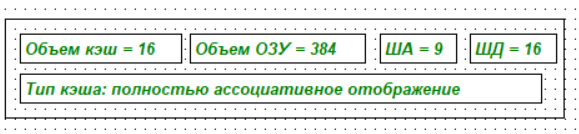 Объем кэш = 16 Объем ОЗУ = 384 ША = 9 ШД = 16
Тип кэша: полностью ассоциативное отображение